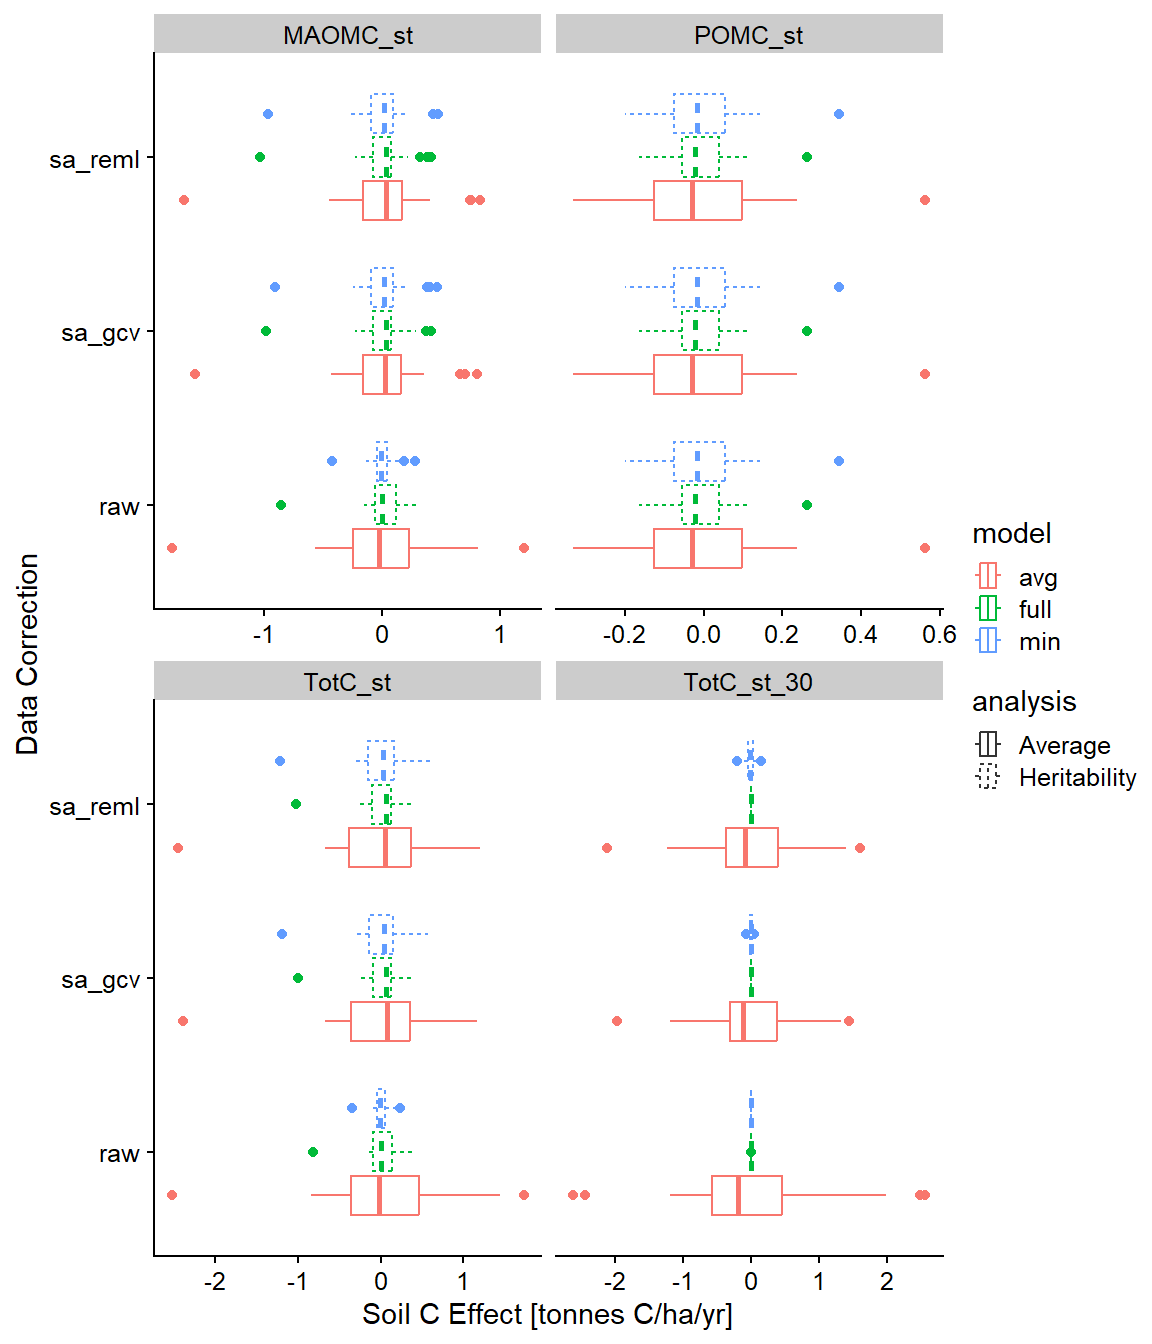 MAOMC_st
POMC_st
sa_reml
sa_gcv
raw
-1
0
1
-0.2
0.0
0.2
0.4
0.6
TotC_st
TotC_st_30
sa_reml
sa_gcv
raw
-2
-1
0
1
-2
-1
0
1
2
Data Correction
Soil C Effect [tonnes C/ha/yr]
model
avg
full
min
analysis
Average
Heritability